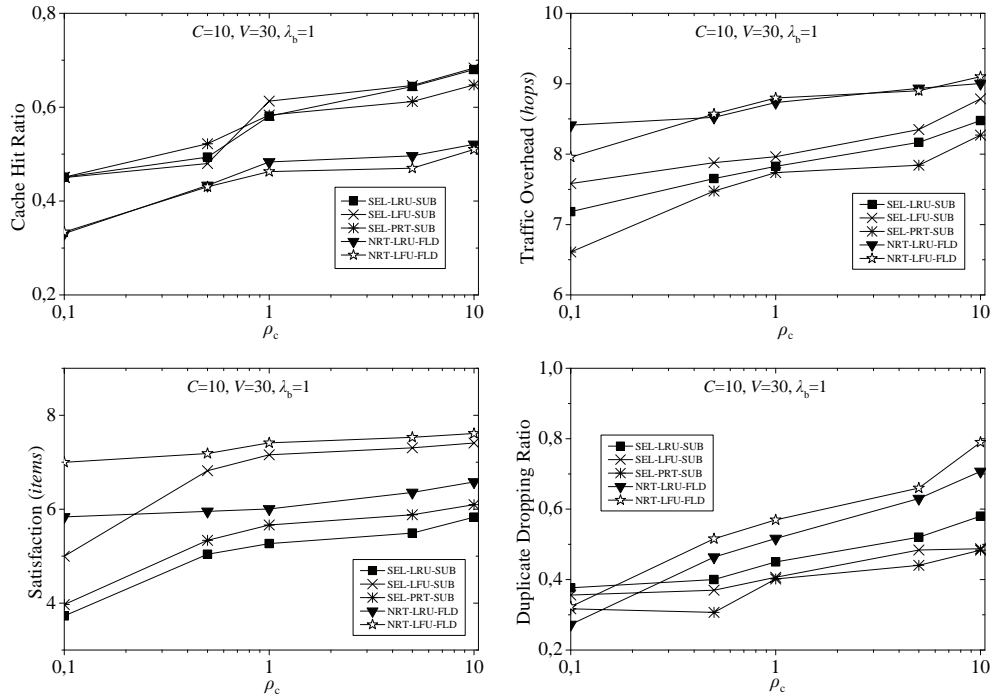 C=10, V=30, λb=1
Cache Hit Ratio
0,6
0,4
0,2
0,1
1
10
ρc
SEL-LRU-SUB
SEL-LFU-SUB
SEL-PRT-SUB
NRT-LRU-FLD
NRT-LFU-FLD
C=10, V=30, λb=1
Traffic Overhead (hops)
10
9
8
7
6
0,1
1
10
ρc
SEL-LRU-SUB
SEL-LFU-SUB
SEL-PRT-SUB
NRT-LRU-FLD
NRT-LFU-FLD
C=10, V=30, λb=1
Satisfaction (items)
8
6
4
0,1
1
10
ρc
SEL-LRU-SUB
SEL-LFU-SUB
SEL-PRT-SUB
NRT-LRU-FLD
NRT-LFU-FLD
C=10, V=30, λb=1
Duplicate Dropping Ratio
1,0
0,8
0,6
0,4
0,2
0,1
1
10
ρc
SEL-LRU-SUB
SEL-LFU-SUB
SEL-PRT-SUB
NRT-LRU-FLD
NRT-LFU-FLD